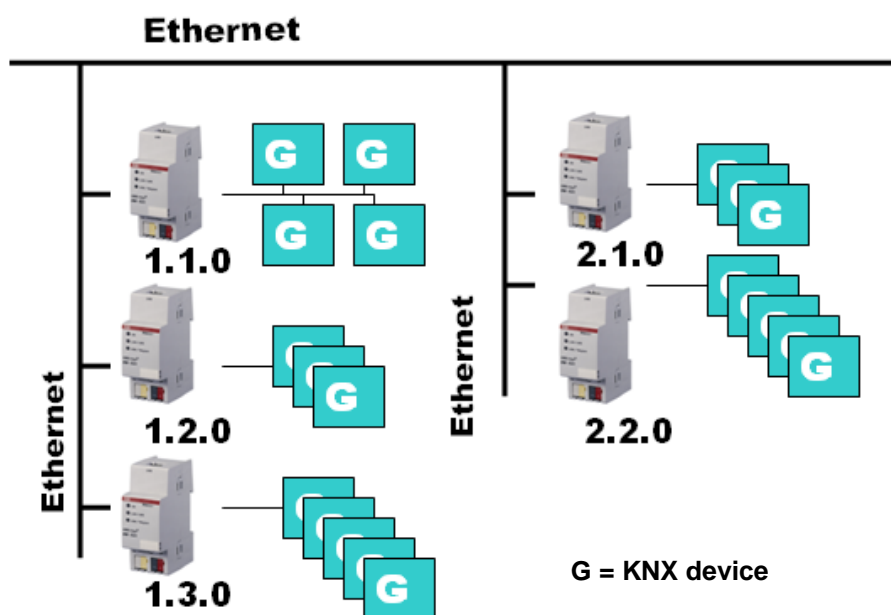 Ethernet
G G
G G
1.1.0
G
2.1.0
Ethernet
G
1.2.0
Ethernet
G
2.2.0
G
1.3.0
G = KNX device